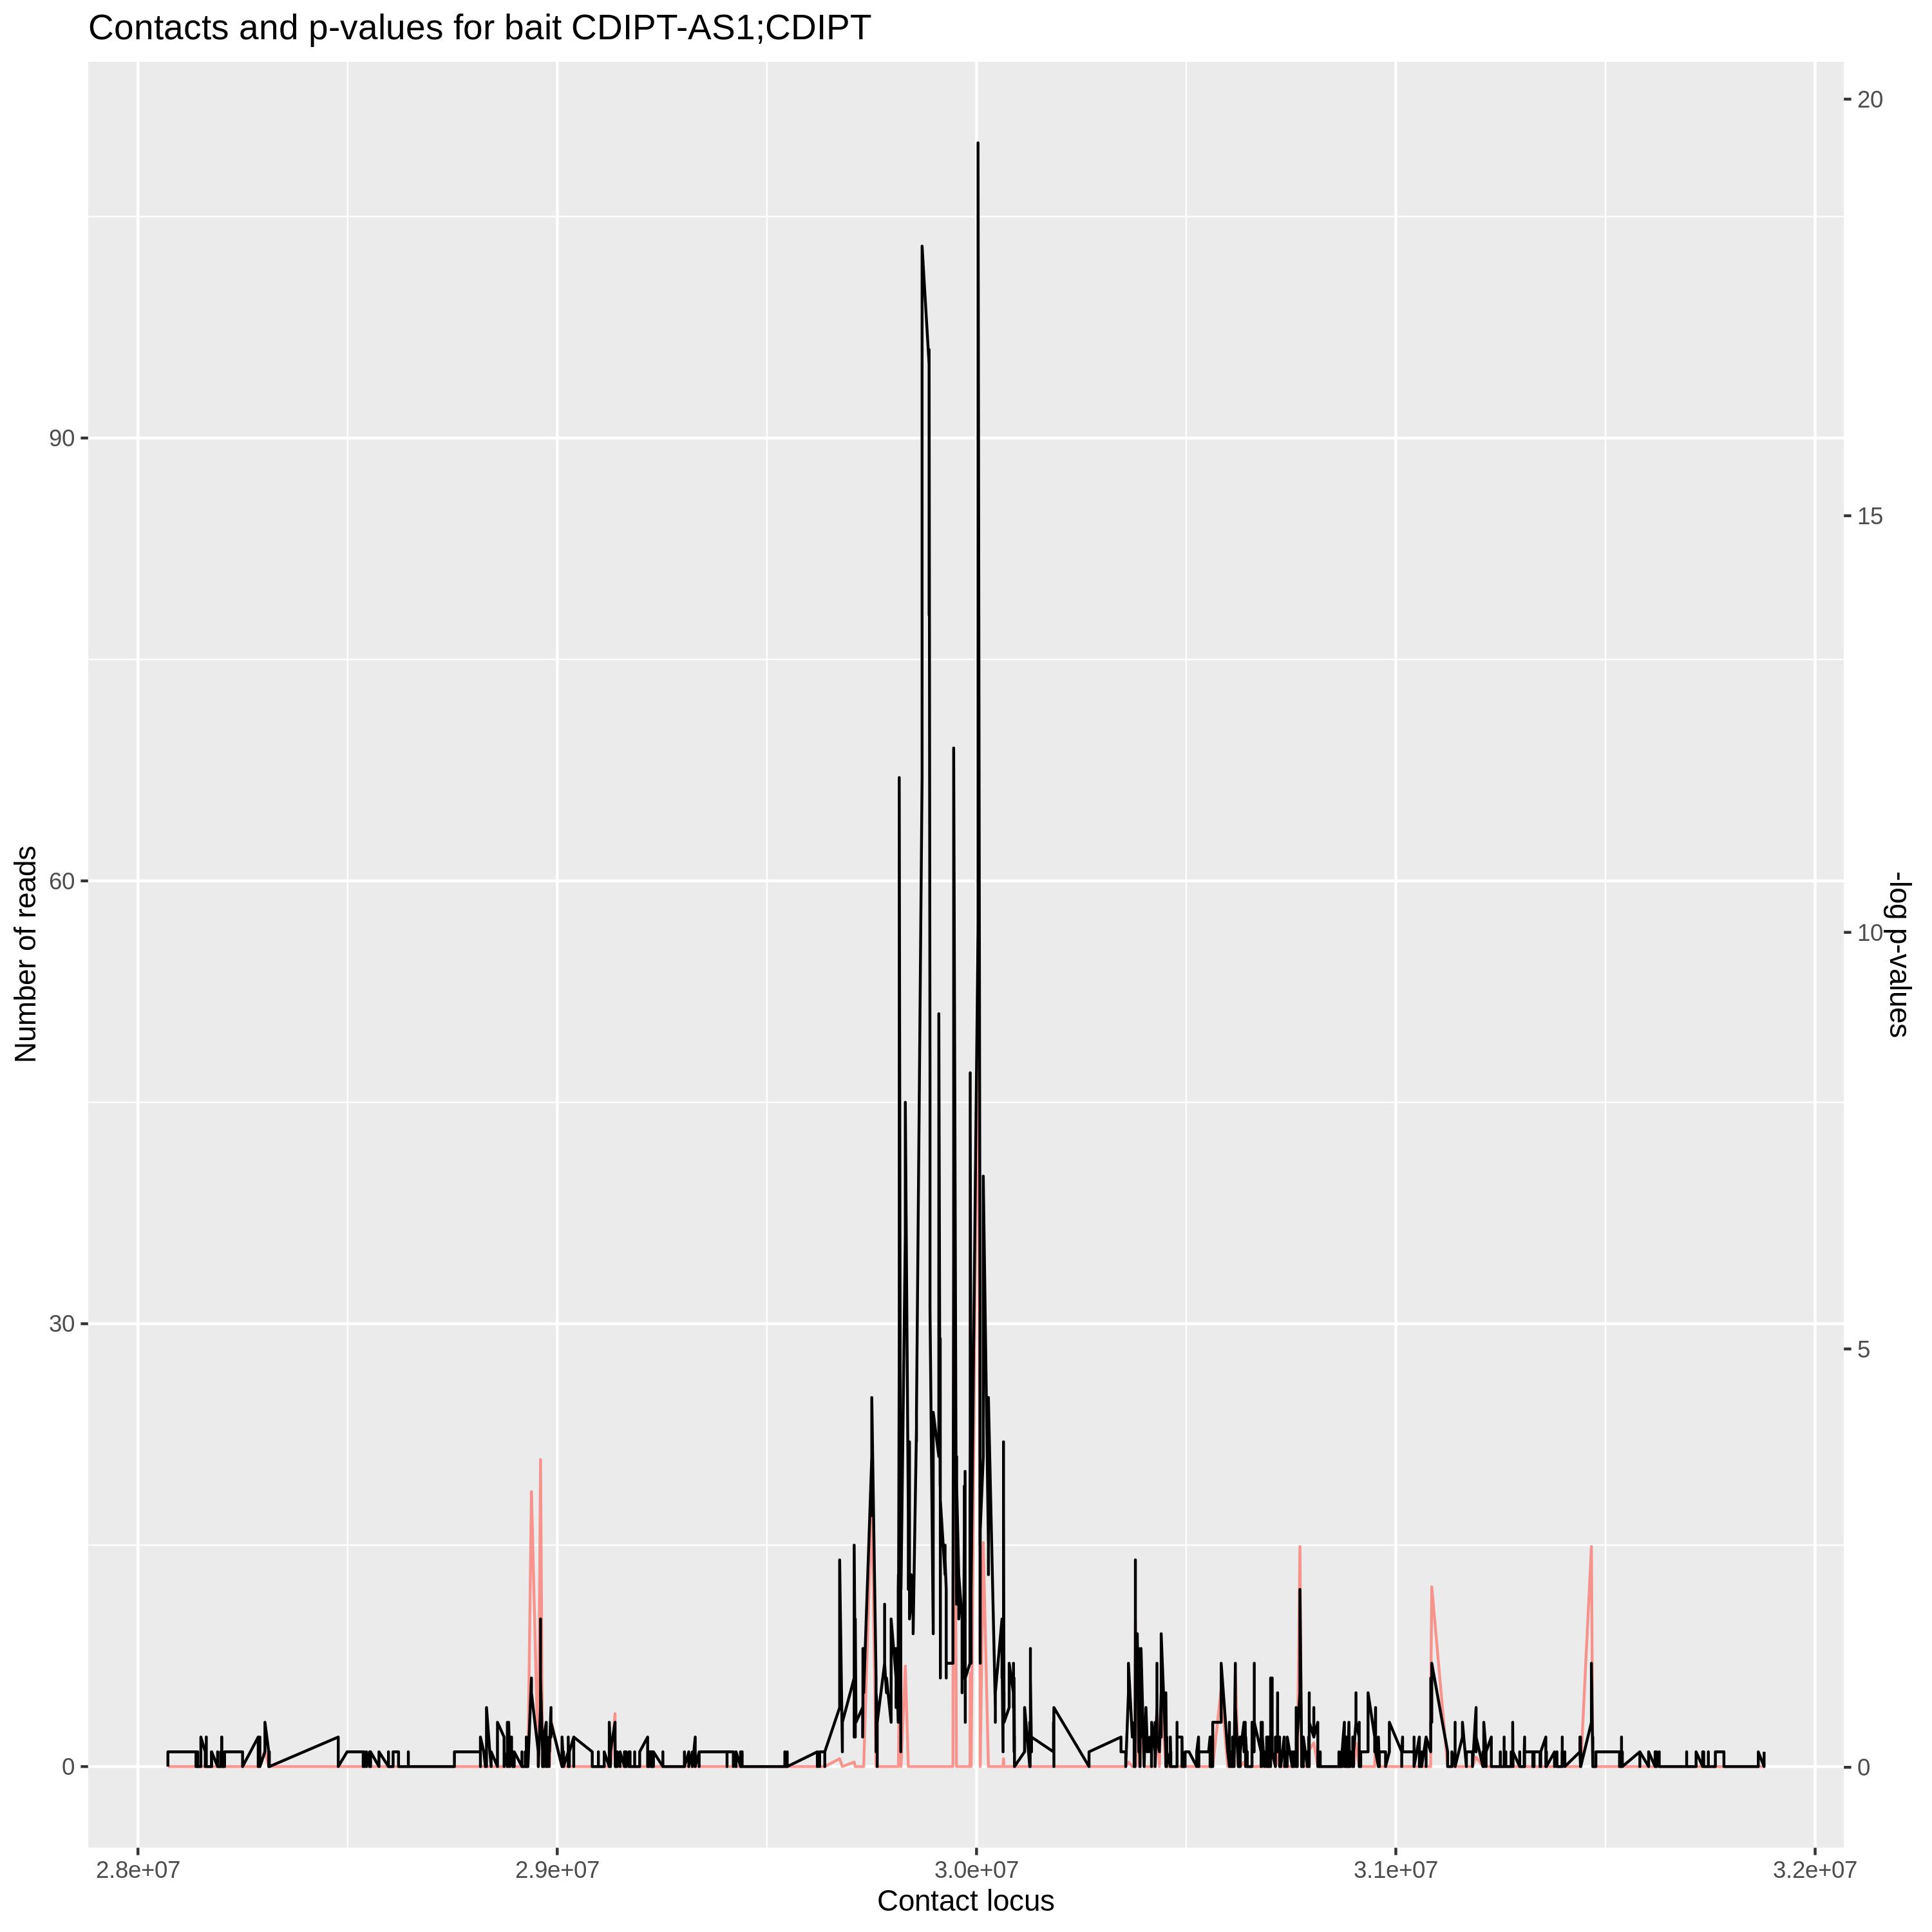 Contacts and p-values for bait CDIPT-AS1;CDIPT
Number of reads
90
60
30
0
20
15
10
5
0
-log p-values
2.8e+07
2.9e+07
3.0e+07
3.1e+07
3.2e+07
Contact locus